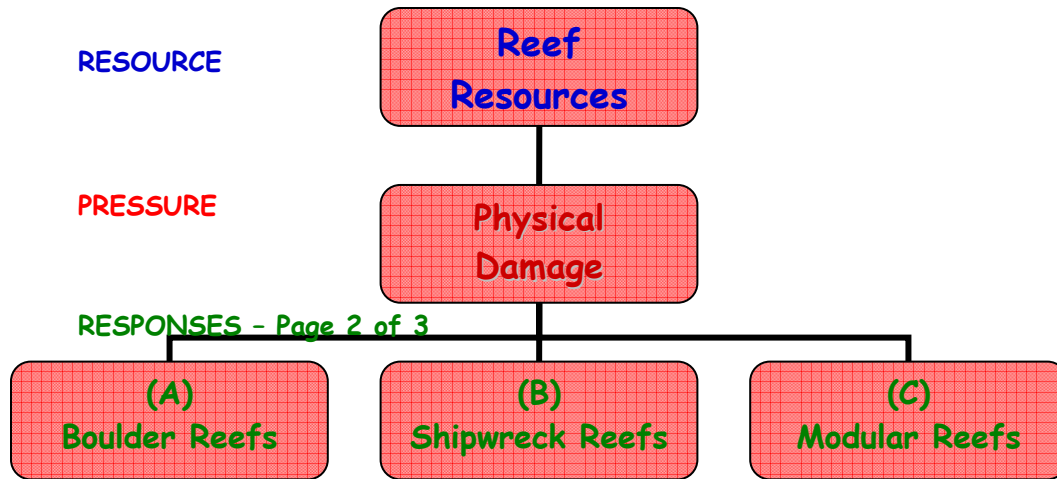 RESOURCE
Reef
Resources
PRESSURE
Physical
Damage
RESPONSES – Page 2 of 3
(A)
Boulder Reefs
(B)
Shipwreck Reefs
(C)
Modular Reefs